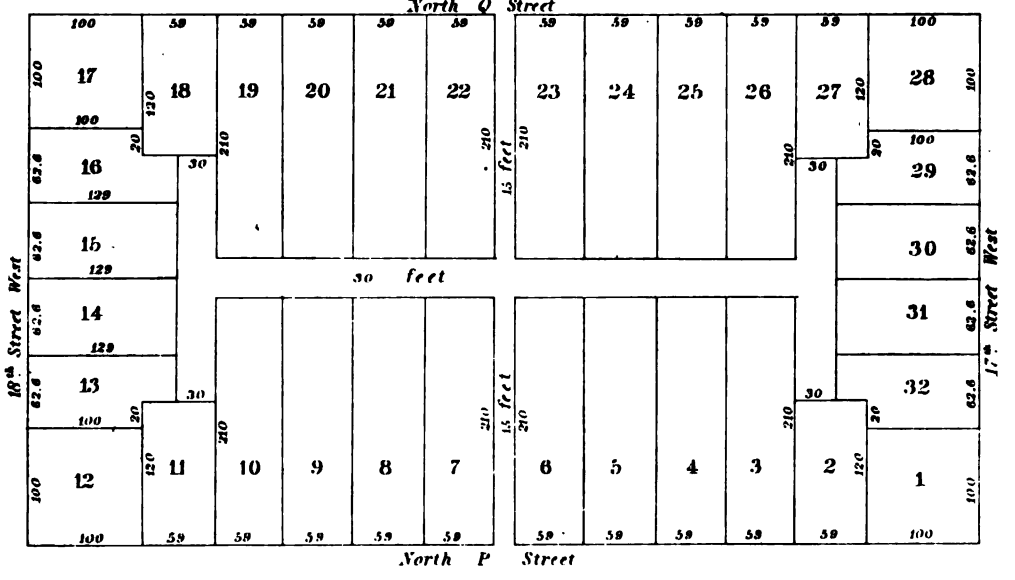 North Q Street
100 59 59 59 59 59 59 59 59 59 59 100
100 17 120 18 19 20 21 22 23 24 25 26 27 120 28 100
100 20 210 210 15 feet 210 210 20 100
30 30
62.6 16 29 62.6
129
62.6 15 30 62.6
129
30 feet
62.6 14 31 62.6
129
18th Street West
17th Street West
62.6 13 32 62.6
30 30
100 20 210 210 15 feet 210 210 20
100 12 120 11 10 9 8 7 6 5 4 3 2 120 1 100
100 59 59 59 59 59 59 59 59 59 59 100
North P Street